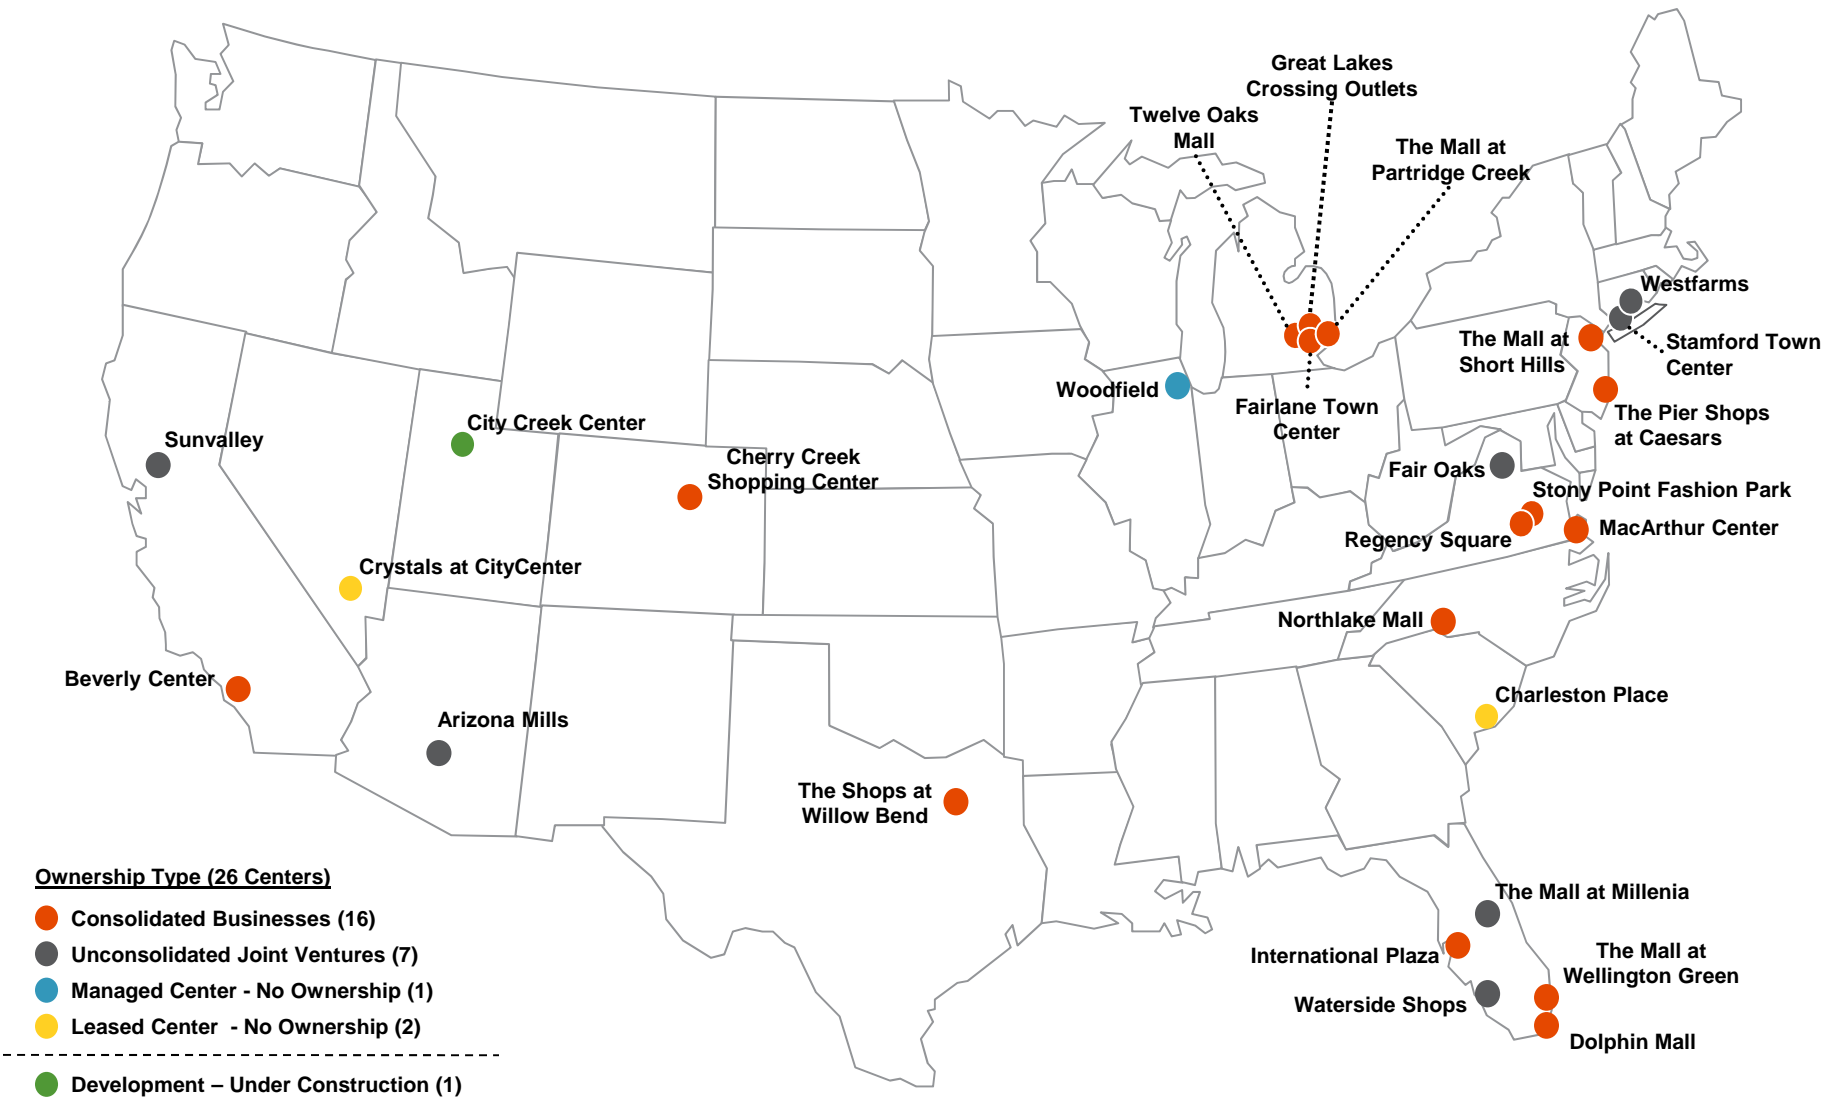 Great Lakes
Crossing Outlets
Twelve Oaks
Mall
The Mall at
Partridge Creek
Westfarms
The Mall at
Short Hills
Stamford Town
Center
Woodfield
Fairlane Town
Center
The Pier Shops
at Caesars
City Creek Center
Sunvalley
Cherry Creek
Shopping Center
Fair Oaks
Stony Point Fashion Park
MacArthur Center
Regency Square
Crystals at CityCenter
Northlake Mall
Beverly Center
Charleston Place
Arizona Mills
The Shops at
Willow Bend
The Mall at Millenia
International Plaza
The Mall at
Wellington Green
Waterside Shops
Dolphin Mall
Ownership Type (26 Centers)
Consolidated Businesses (16)
Unconsolidated Joint Ventures (7)
Managed Center - No Ownership (1)
Leased Center  - No Ownership (2)
Development – Under Construction (1)